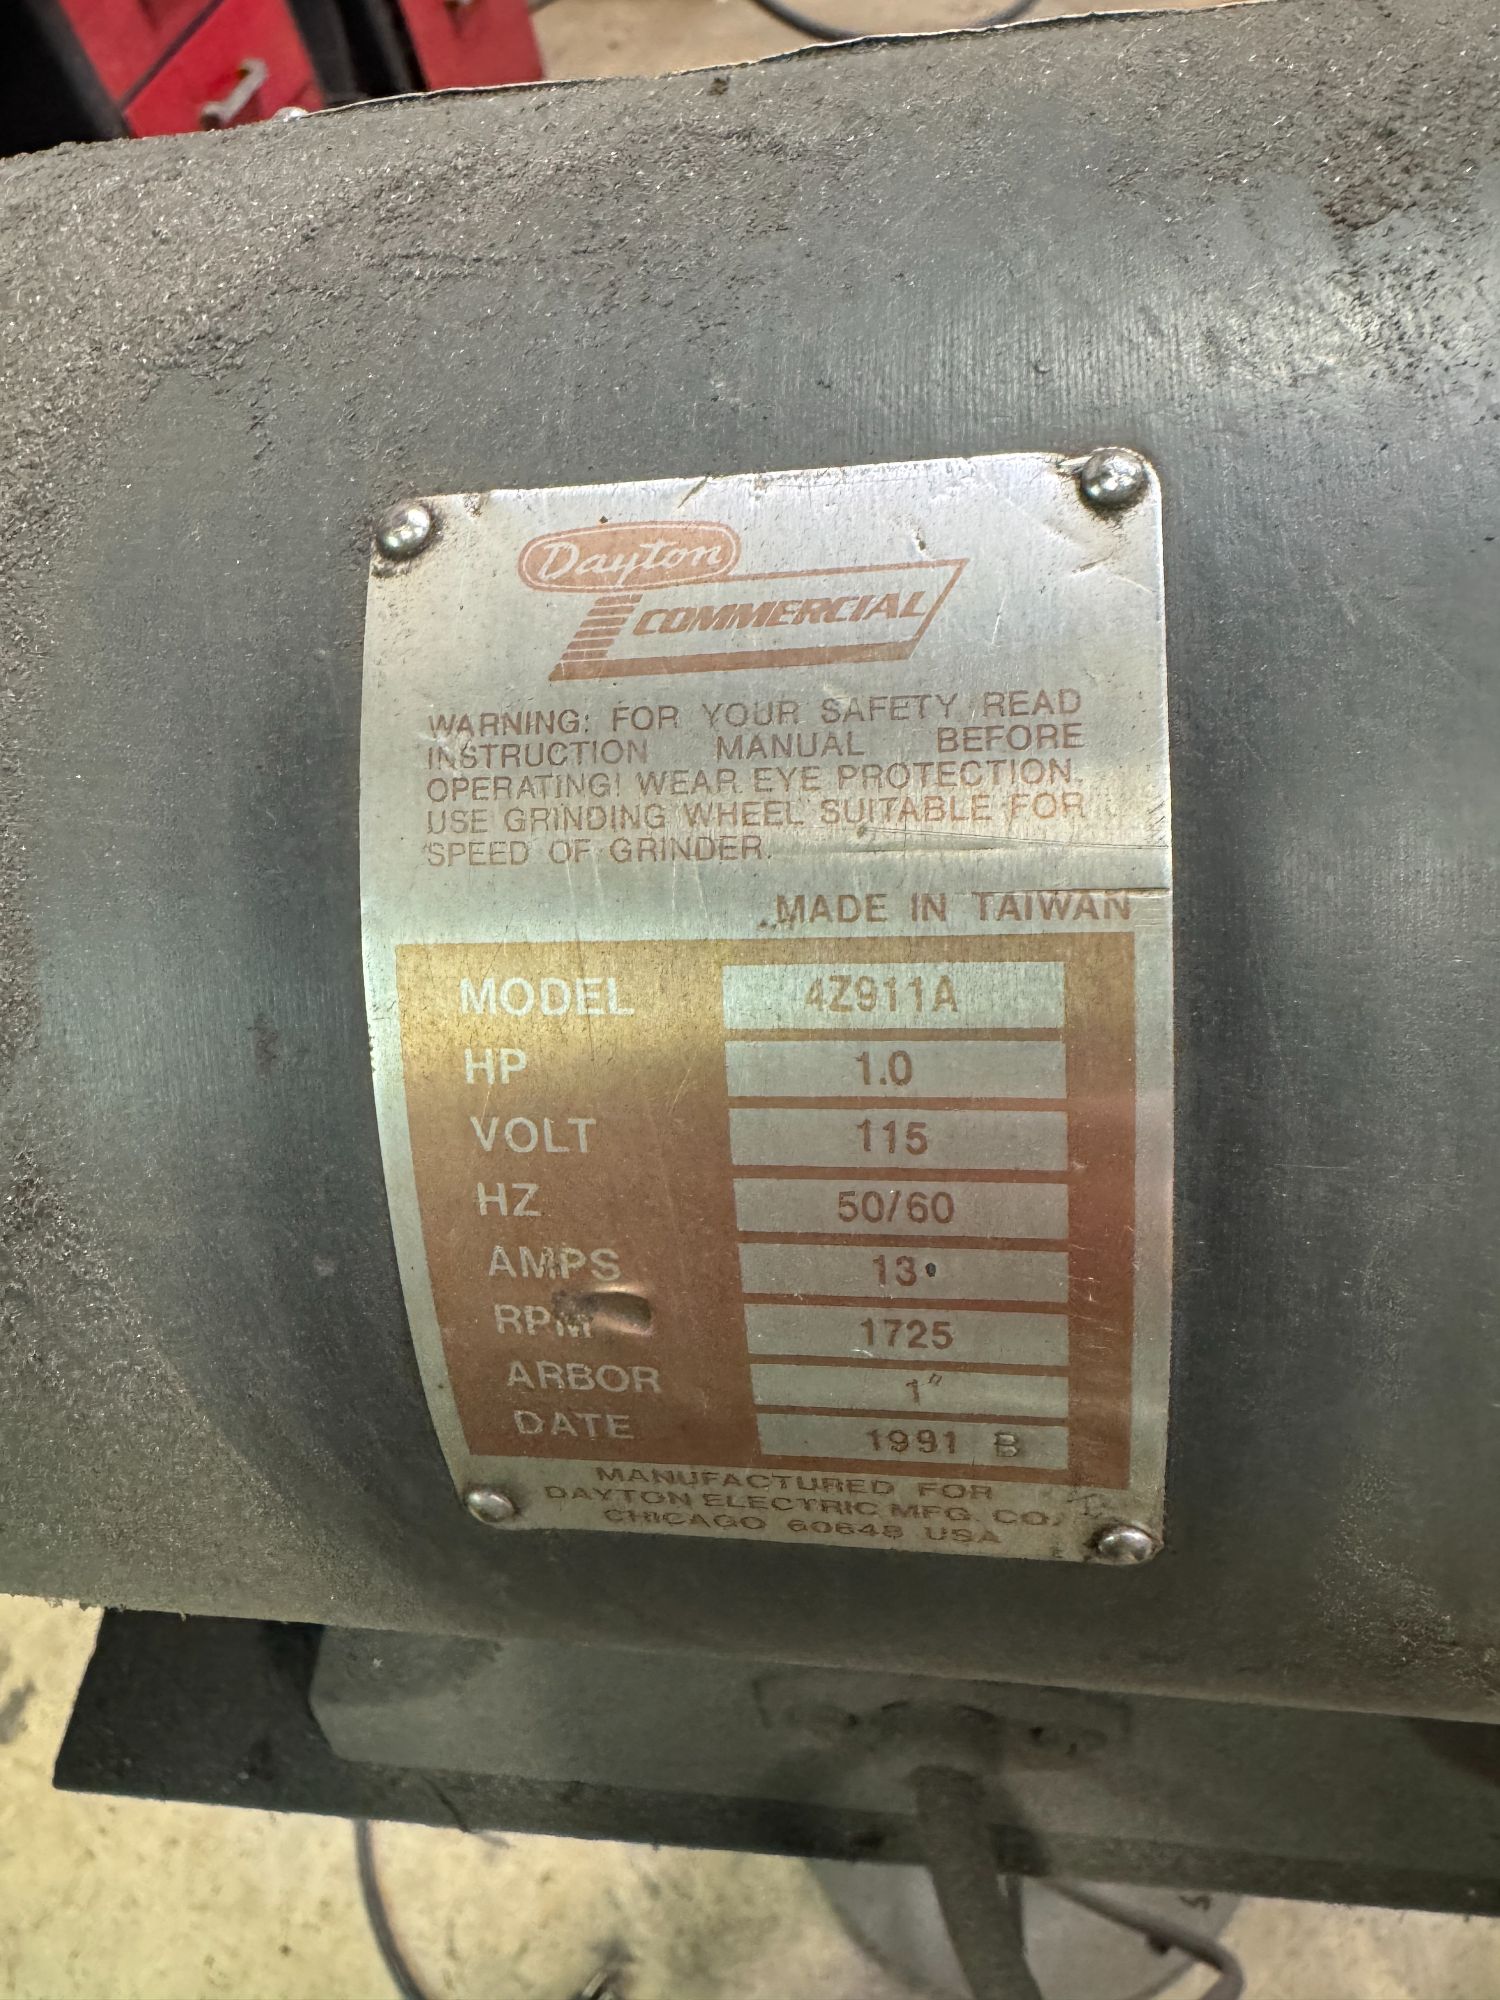 Dayton
COMMERCIAL
WARNING: FOR YOUR SAFETY READ
INSTRUCTION MANUAL BEFORE
OPERATING! WEAR EYE PROTECTION.
USE GRINDING WHEEL SUITABLE FOR
SPEED OF GRINDER.
MADE IN TAIWAN
MODEL 4Z911A
HP 1.0
VOLT 115
HZ 50/60
AMPS 13
RPM 1725
ARBOR 1"
DATE 1991 B
MANUFACTURED FOR
DAYTON ELECTRIC MFG. CO.
CHICAGO 60648 USA